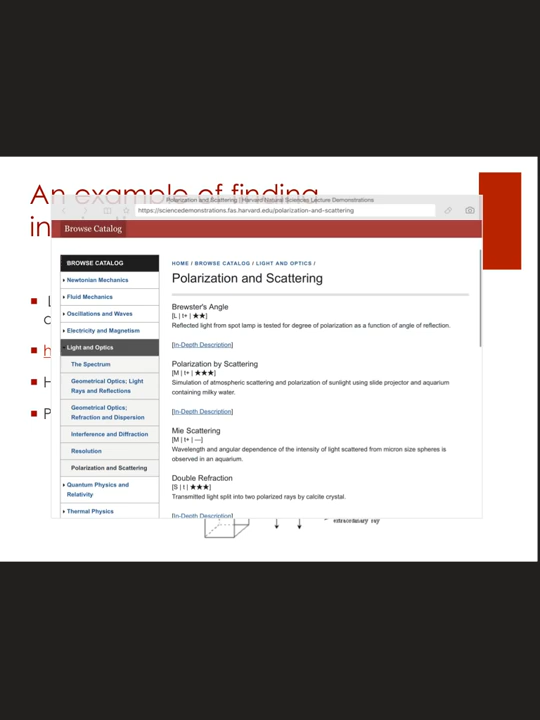 An example of finding
in
Polarization and Scattering | Harvard Natural Sciences Lecture Demonstrations
https://sciencedemonstrations.fas.harvard.edu/polarization-and-scattering
Browse Catalog
BROWSE CATALOG
Newtonian Mechanics
Fluid Mechanics
Oscillations and Waves
Electricity and Magnetism
Light and Optics
The Spectrum
Geometrical Optics; Light
Rays and Reflections
Geometrical Optics;
Refraction and Dispersion
Interference and Diffraction
Resolution
Polarization and Scattering
Quantum Physics and
Relativity
Thermal Physics
HOME / BROWSE CATALOG / LIGHT AND OPTICS /
Polarization and Scattering
Brewster's Angle
[L | t+ | ★★]
Reflected light from spot lamp is tested for degree of polarization as a function of angle of reflection.
[In-Depth Description]
Polarization by Scattering
[M | t+ | ★★★]
Simulation of atmospheric scattering and polarization of sunlight using slide projector and aquarium
containing milky water.
[In-Depth Description]
Mie Scattering
[M | t+ | —]
Wavelength and angular dependence of the intensity of light scattered from micron size spheres is
observed in an aquarium.
Double Refraction
[S | t | ★★★]
Transmitted light split into two polarized rays by calcite crystal.
[In-Depth Description]
extraordinary ray